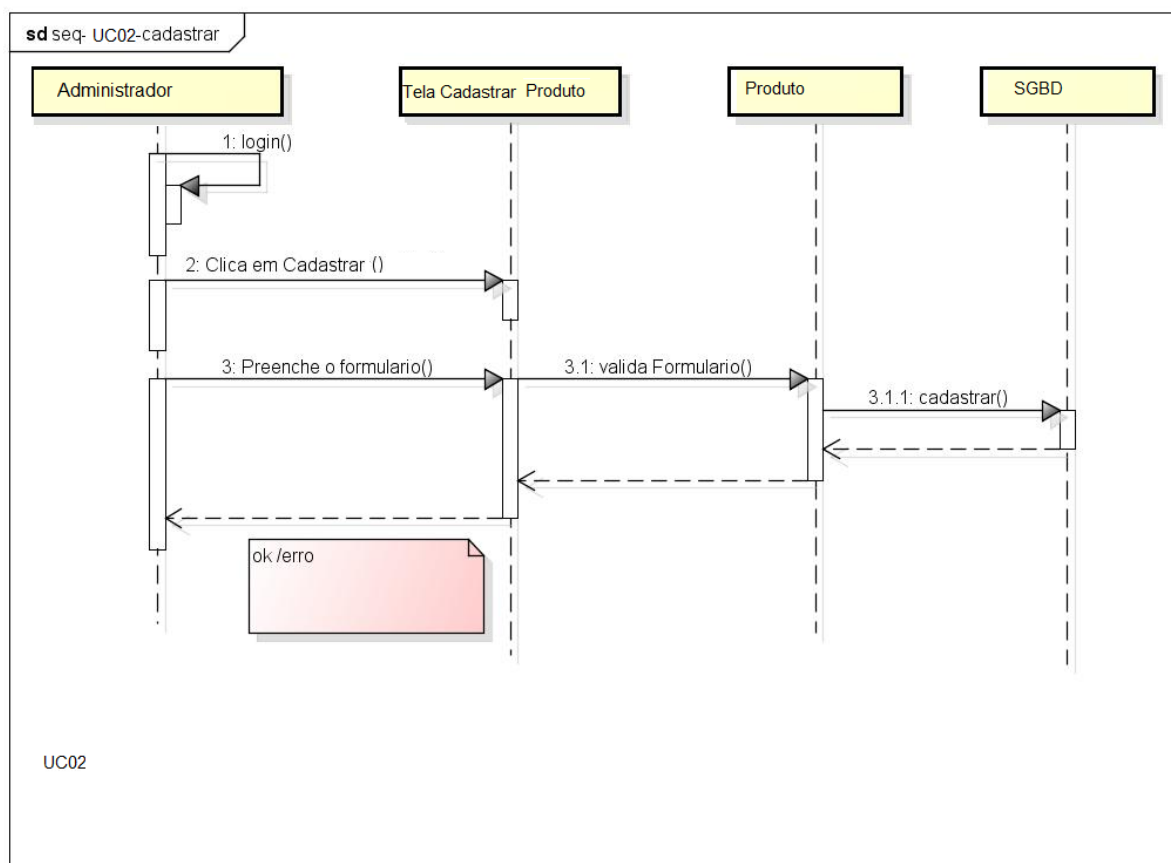 sd seq- UC02-cadastrar
Administrador
Tela Cadastrar Produto
Produto
SGBD
1: login()
2: Clica em Cadastrar ()
3: Preenche o formulario()
3.1: valida Formulario()
3.1.1: cadastrar()
ok /erro
UC02